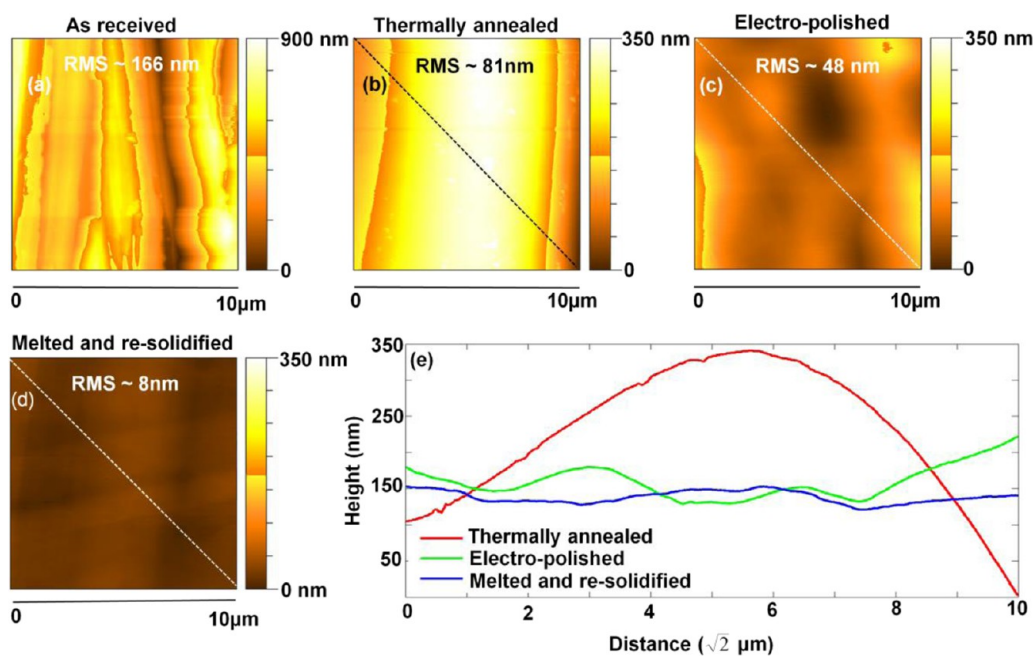 As received
Thermally annealed
Electro-polished
900 nm
350 nm
350 nm
RMS ~ 166 nm
RMS ~ 81nm
RMS ~ 48 nm
(a)
(b)
(c)
0
0
0
0
10μm
0
10μm
0
10μm
Melted and re-solidified
350 nm
RMS ~ 8nm
(d)
0 nm
0
10μm
(e)
350
250
150
50
Height (nm)
Thermally annealed
Electro-polished
Melted and re-solidified
0
2
4
6
8
10
Distance (√2 μm)